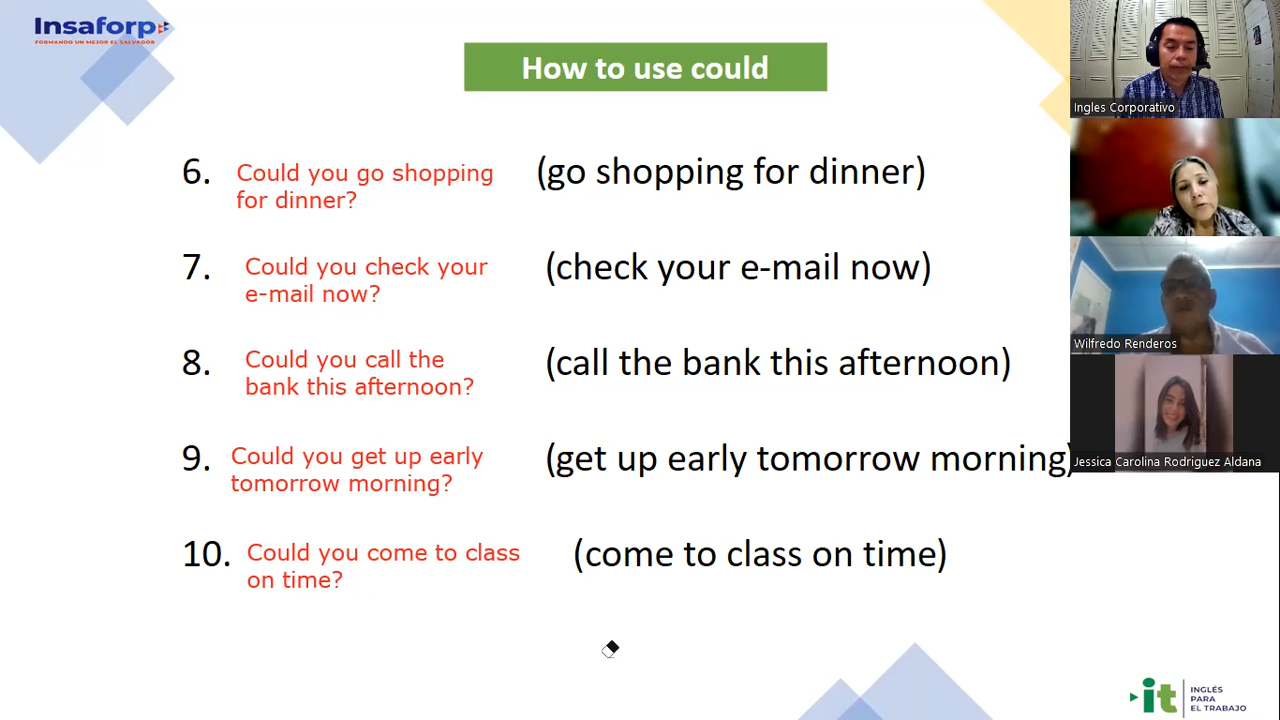 Insaforp
FORMANDO UN MEJOR EL SALVADOR
How to use could
6. Could you go shopping for dinner? (go shopping for dinner)
7. Could you check your e-mail now? (check your e-mail now)
8. Could you call the bank this afternoon? (call the bank this afternoon)
9. Could you get up early tomorrow morning? (get up early tomorrow morning)
10. Could you come to class on time? (come to class on time)
Ingles Corporativo
Wilfredo Renderos
Jessica Carolina Rodriguez Aldana
it
INGLÉS
PARA
EL TRABAJO